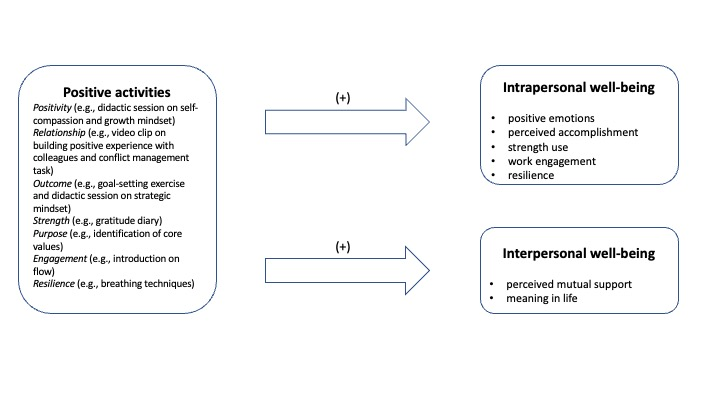 Positive activities
Positivity (e.g., didactic session on self-
compassion and growth mindset)
Relationship (e.g., video clip on
building positive experience with
colleagues and conflict management
task)
Outcome (e.g., goal-setting exercise
and didactic session on strategic
mindset)
Strength (e.g., gratitude diary)
Purpose (e.g., identification of core
values)
Engagement (e.g., introduction on
flow)
Resilience (e.g., breathing techniques)
(+)
(+)
Intrapersonal well-being
• positive emotions
• perceived accomplishment
• strength use
• work engagement
• resilience
Interpersonal well-being
• perceived mutual support
• meaning in life